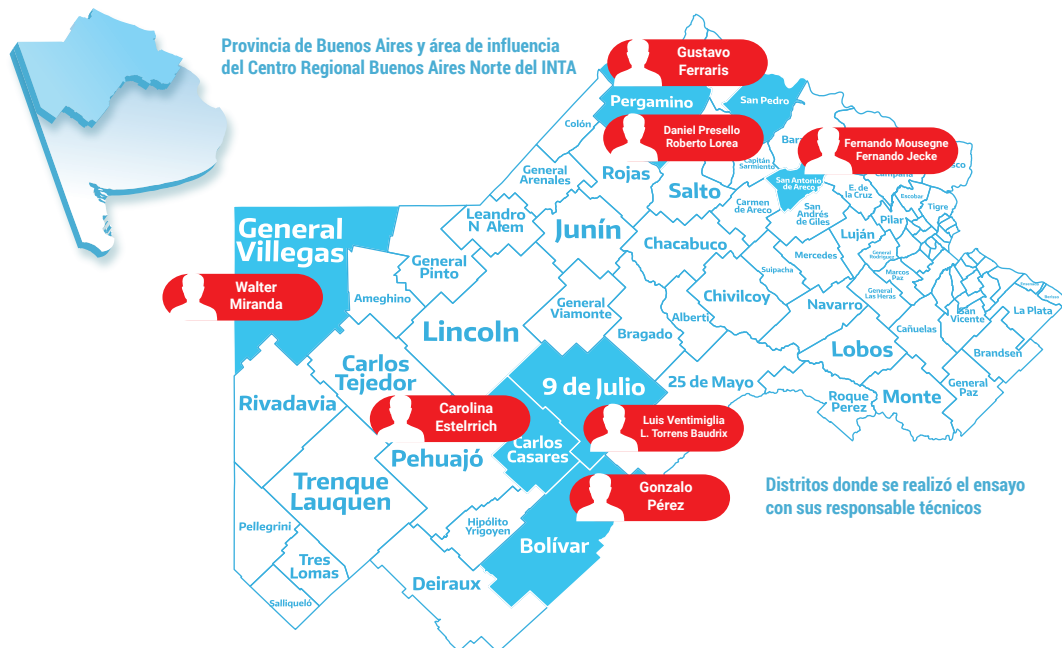 Provincia de Buenos Aires y área de influencia
del Centro Regional Buenos Aires Norte del INTA
Gustavo
Ferraris
Pergamino
San Pedro
Colón
Daniel Presello
Roberto Lorea
Fernando Mousegne
Fernando Jecke
General
Arenales
Rojas
Capitán
Sarmiento
Salto
San Antonio
de Areco
Campana
E. de
la Cruz
Escobar
Tigre
Carmen
de Areco
San
Andrés
de Giles
Pilar
General
Villegas
Leandro
N Alem
Junín
Chacabuco
Luján
General
Rodríguez
Mercedes
Marcos
Paz
Suipacha
General
Pinto
Walter
Miranda
Ameghino
General
Viamonte
Chivilcoy
Navarro
General
Las Heras
San
Vicente
La Plata
Alberti
Lincoln
Bragado
Cañuelas
Lobos
Brandsen
Carlos
Tejedor
9 de Julio
25 de Mayo
General
Paz
Rivadavia
Roque
Perez
Monte
Carolina
Estelrrich
Luis Ventimiglia
L. Torrens Baudrix
Carlos
Casares
Pehuajó
Trenque
Lauquen
Gonzalo
Pérez
Distritos donde se realizó el ensayo
con sus responsable técnicos
Pellegrini
Hipólito
Yrigoyen
Bolívar
Tres
Lomas
Deiraux
Salliqueló